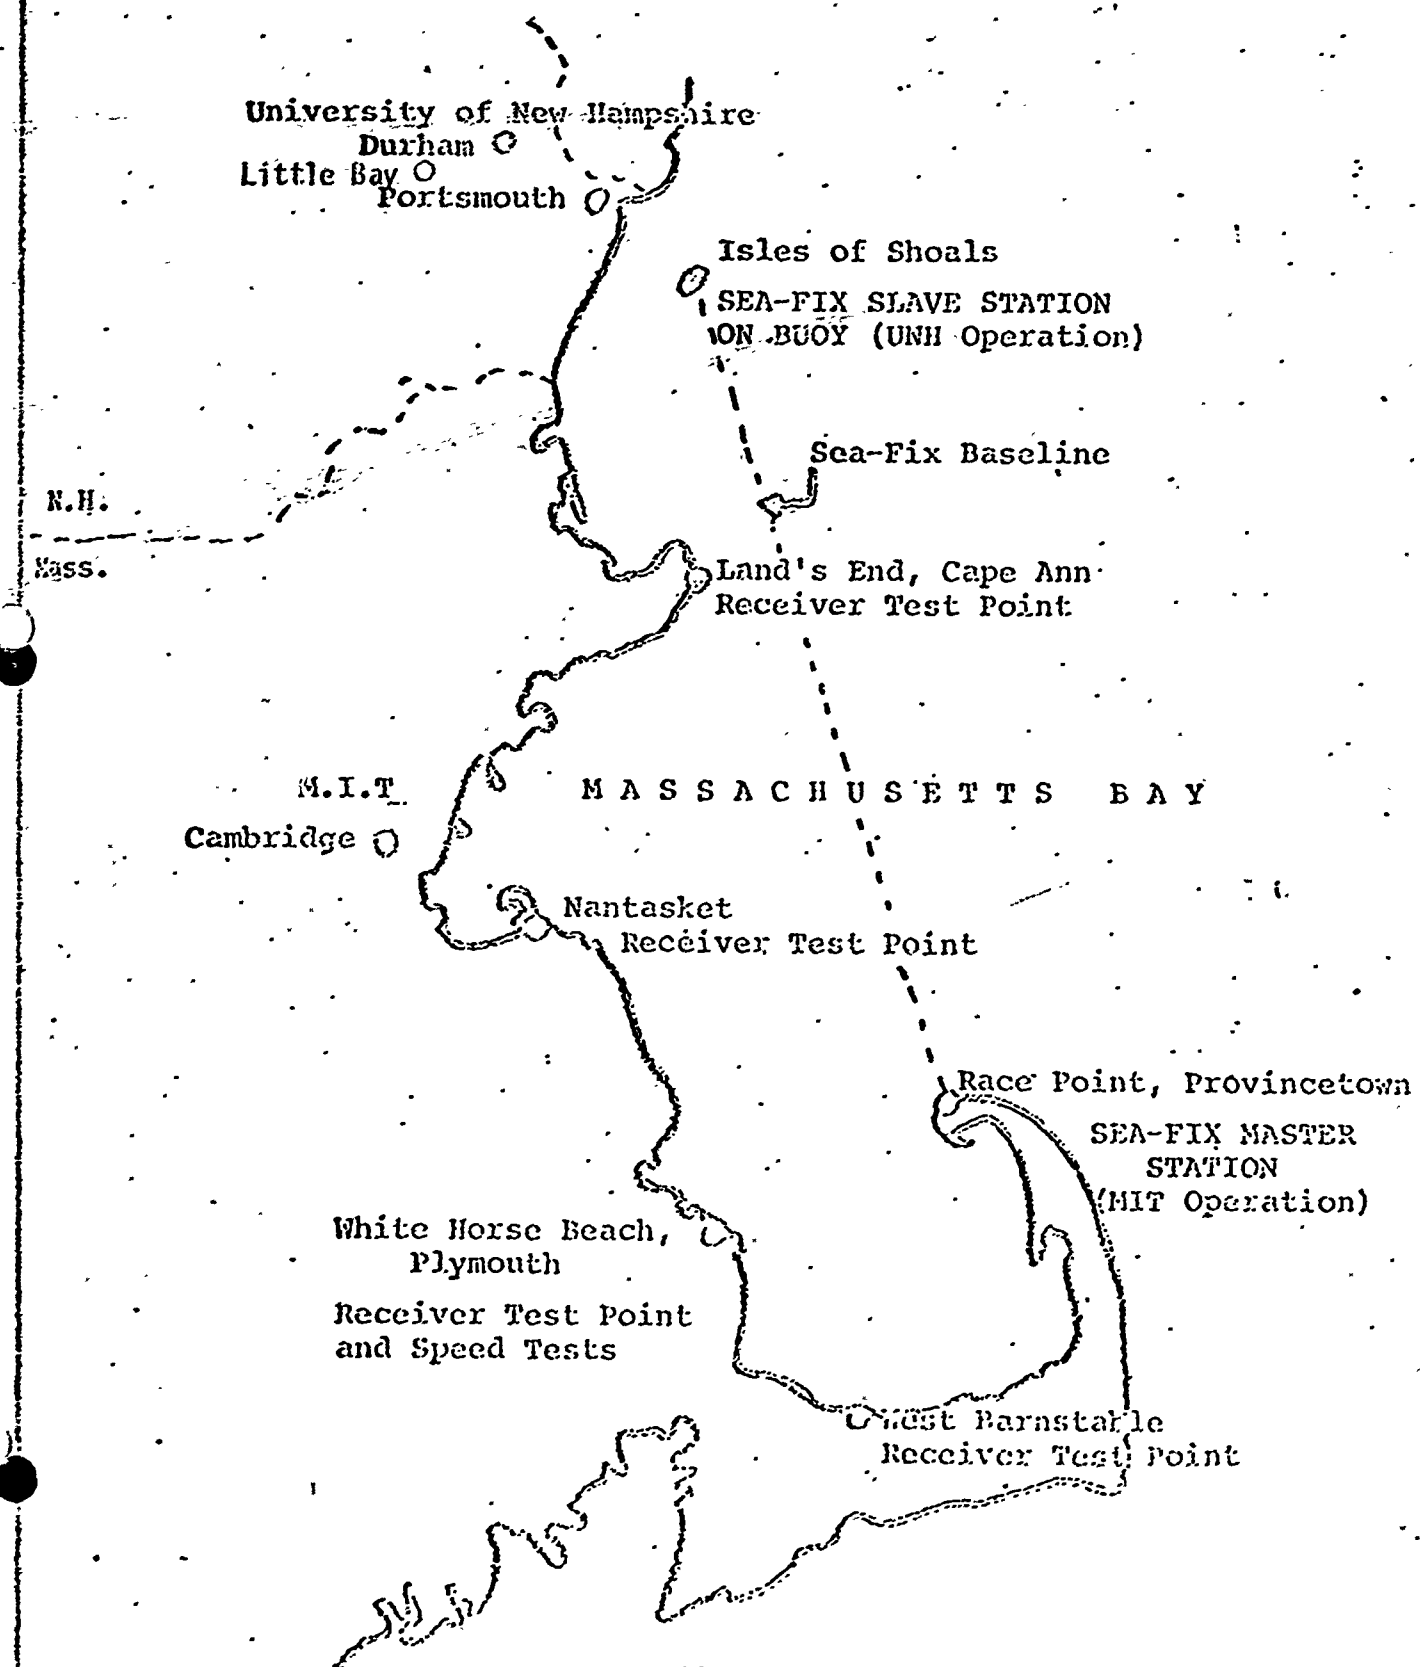 University of New Hampshire
Durham
Little Bay
Portsmouth
Isles of Shoals
SEA-FIX SLAVE STATION
ON BUOY (UNH Operation)
Sea-Fix Baseline
N.H.
Mass.
Land's End, Cape Ann
Receiver Test Point
M.I.T.
MASSACHUSETTS BAY
Cambridge
Nantasket
Receiver Test Point
Race Point, Provincetown
SEA-FIX MASTER
STATION
(MIT Operation)
White Horse Beach,
Plymouth
Receiver Test Point
and Speed Tests
West Barnstable
Receiver Test Point